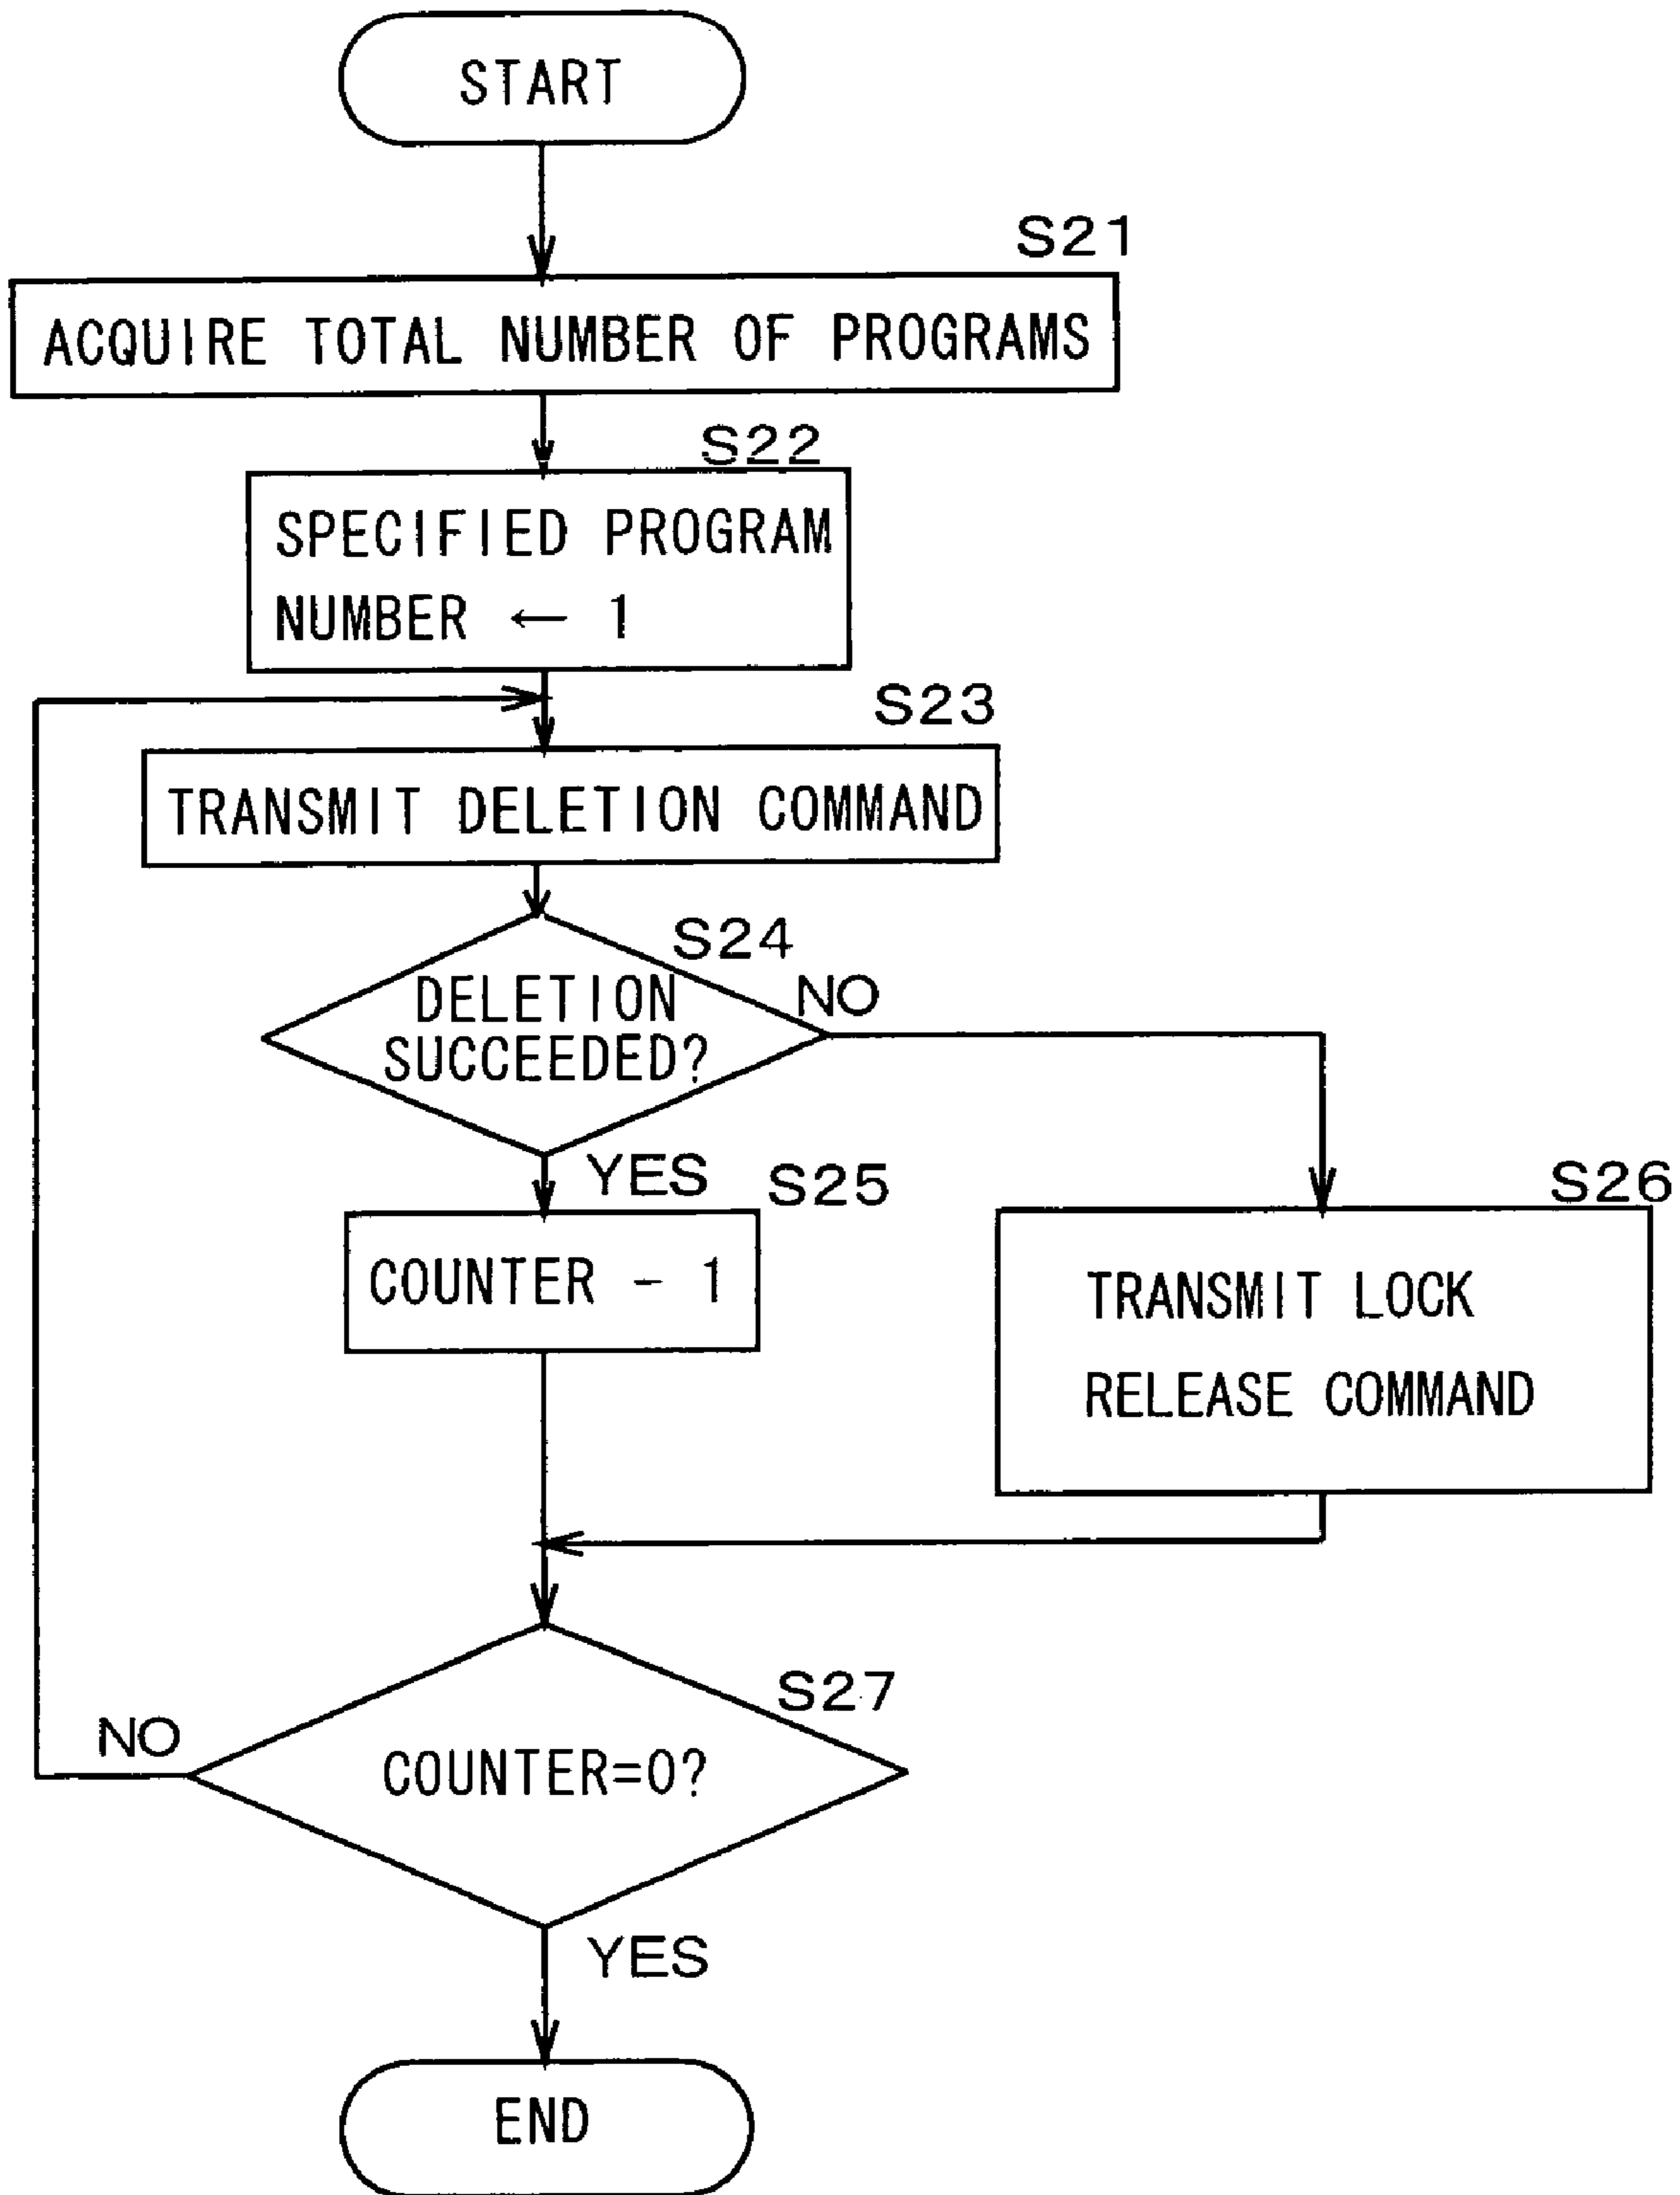 START
S21
ACQUIRE TOTAL NUMBER OF PROGRAMS
S22
SPECIFIED PROGRAM
NUMBER ← 1
S23
TRANSMIT DELETION COMMAND
S24
DELETION
SUCCEEDED?
NO
YES
S25
COUNTER - 1
S26
TRANSMIT LOCK
RELEASE COMMAND
S27
COUNTER=0?
NO
YES
END